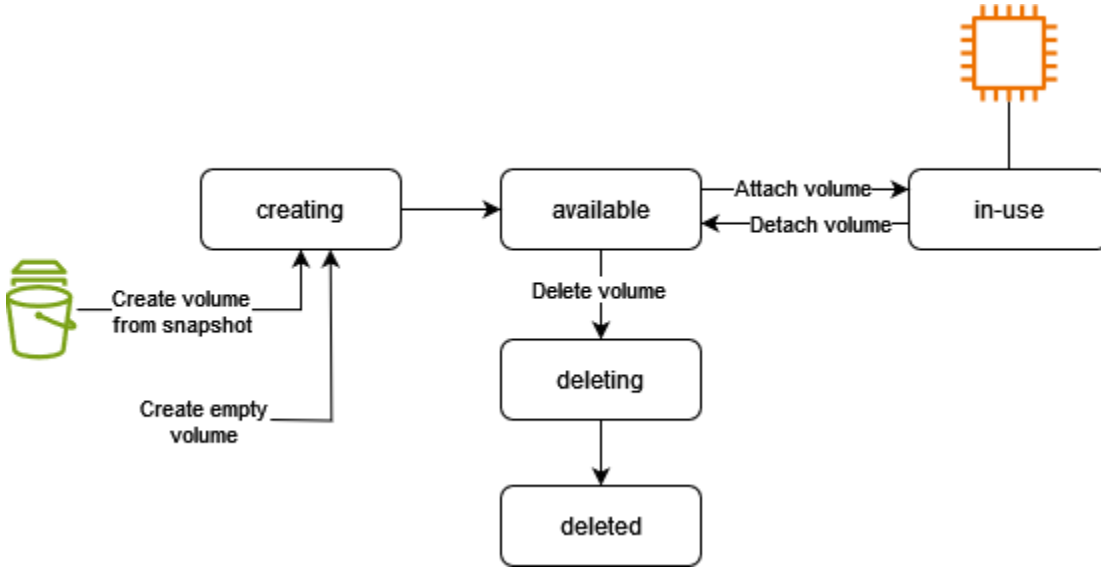 creating
available
Attach volume
Detach volume
in-use
Create volume
from snapshot
Delete volume
deleting
Create empty
volume
deleted